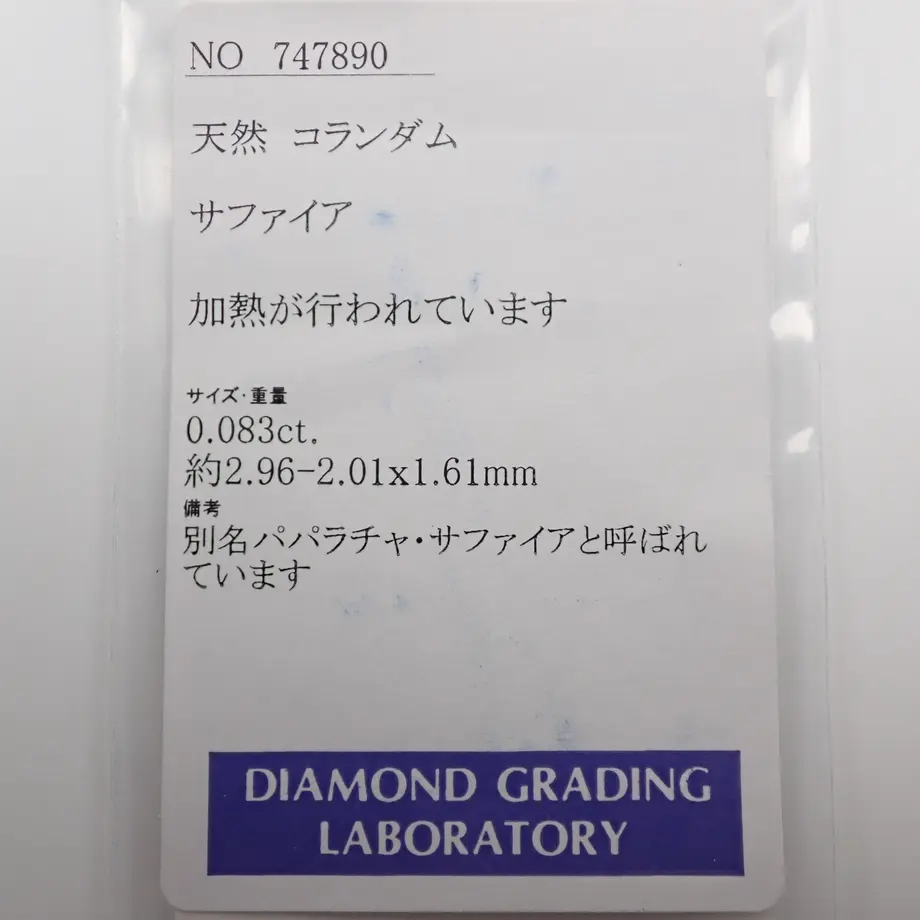 NO 747890
天然 コランダム
サファイア
加熱が行われています
サイズ・重量
0.083ct.
約2.96-2.01x1.61mm
備考
別名パパラチャ・サファイアと呼ばれ
ています
DIAMOND GRADING
LABORATORY